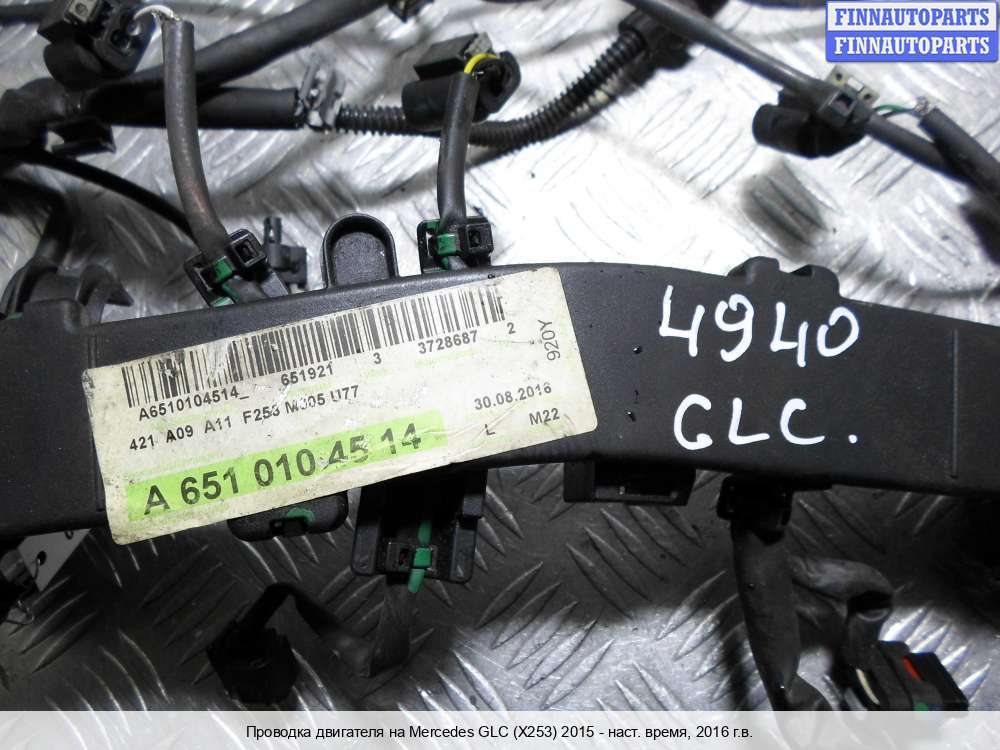 FINNAUTOPARTS
FINNAUTOPARTS
A6510104514_ 651921 3 3728687 2
920Y
421 A09 A11 F253 M005 U77
30.08.2016
L M22
A 651 010 45 14
4940
GLC.
Проводка двигателя на Mercedes GLC (X253) 2015 - наст. время, 2016 г.в.